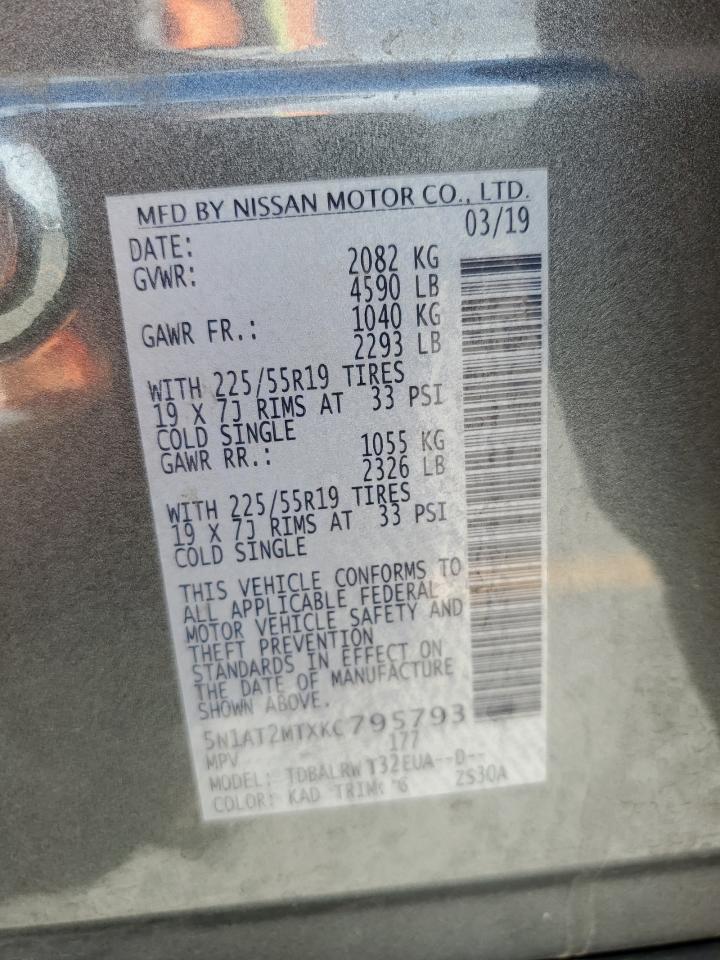 MFD BY NISSAN MOTOR CO., LTD.
DATE: 03/19
GVWR: 2082 KG
4590 LB
GAWR FR.: 1040 KG
2293 LB
WITH 225/55R19 TIRES
19 X 7J RIMS AT 33 PSI
COLD SINGLE
GAWR RR.: 1055 KG
2326 LB
WITH 225/55R19 TIRES
19 X 7J RIMS AT 33 PSI
COLD SINGLE
THIS VEHICLE CONFORMS TO
ALL APPLICABLE FEDERAL
MOTOR VEHICLE SAFETY AND
THEFT PREVENTION
STANDARDS IN EFFECT ON
THE DATE OF MANUFACTURE
SHOWN ABOVE.
5N1AT2MTXKC795793
MPV 177
MODEL: TDBALRWT32EUA--D--
COLOR: KAD TRIM: 2S30A